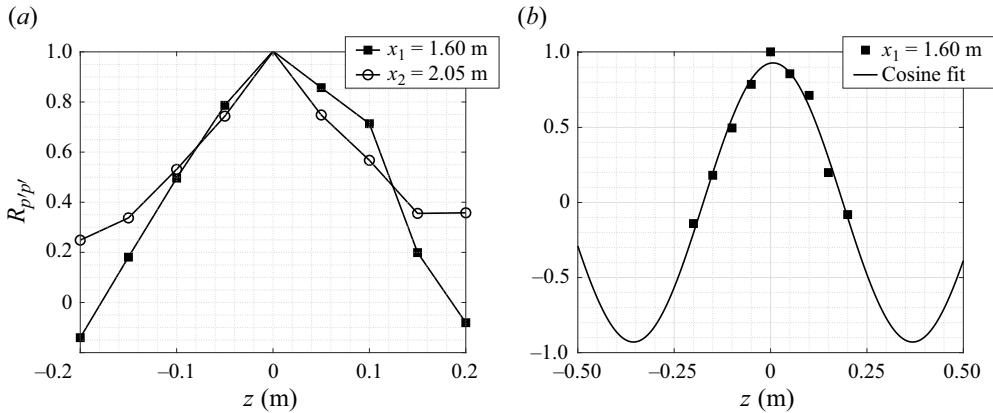 (a)
x₁ = 1.60 m
x₂ = 2.05 m
1.0
0.8
0.6
0.4
0.2
0
R_{p′p′}
–0.2
–0.1
0
0.1
0.2
z (m)
(b)
x₁ = 1.60 m
Cosine fit
1.0
0.5
0
–0.5
–1.0
–0.50
–0.25
0
0.25
0.50
z (m)